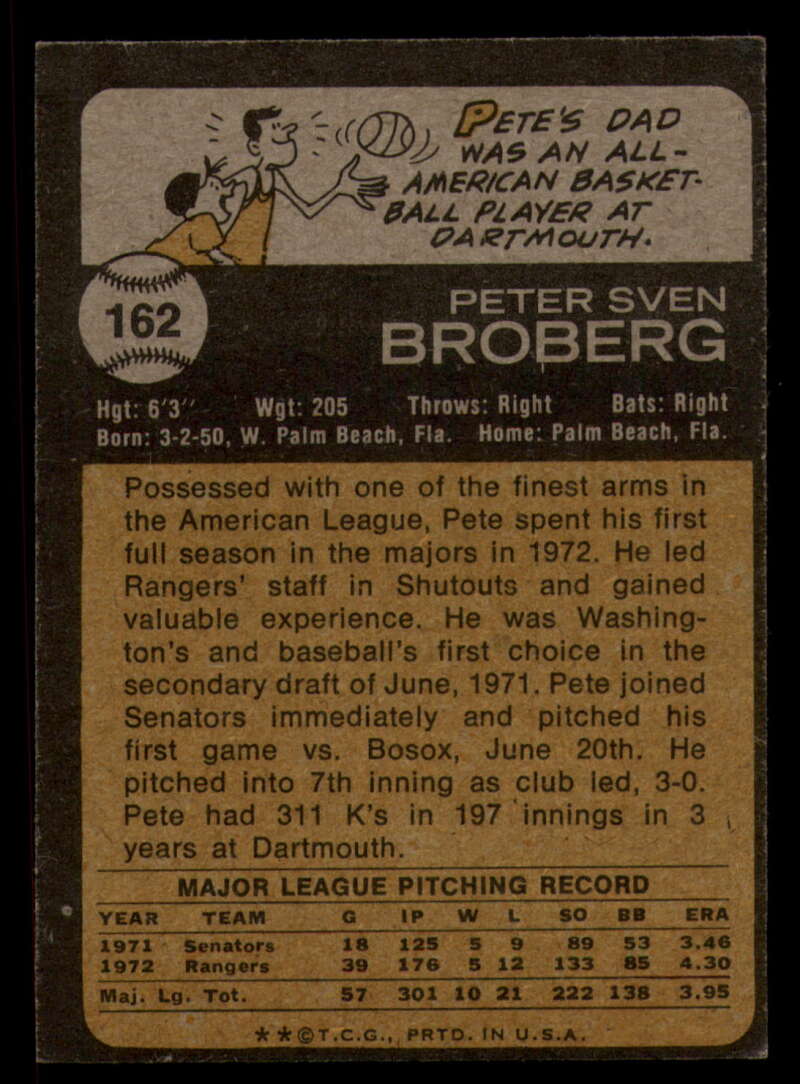 PETE'S DAD
WAS AN ALL-
AMERICAN BASKET-
BALL PLAYER AT
DARTMOUTH.
162
PETER SVEN
BROBERG
Hgt: 6'3" Wgt: 205 Throws: Right Bats: Right
Born: 3-2-50, W. Palm Beach, Fla. Home: Palm Beach, Fla.
Possessed with one of the finest arms in
the American League, Pete spent his first
full season in the majors in 1972. He led
Rangers' staff in Shutouts and gained
valuable experience. He was Washing-
ton's and baseball's first choice in the
secondary draft of June, 1971. Pete joined
Senators immediately and pitched his
first game vs. Bosox, June 20th. He
pitched into 7th inning as club led, 3-0.
Pete had 311 K's in 197 innings in 3
years at Dartmouth.
MAJOR LEAGUE PITCHING RECORD
YEAR TEAM G IP W L SO BB ERA
1971 Senators 18 125 5 9 89 53 3.46
1972 Rangers 39 176 5 12 133 85 4.30
Maj. Lg. Tot. 57 301 10 21 222 138 3.95
★★©T.C.G., PRTD. IN U.S.A.